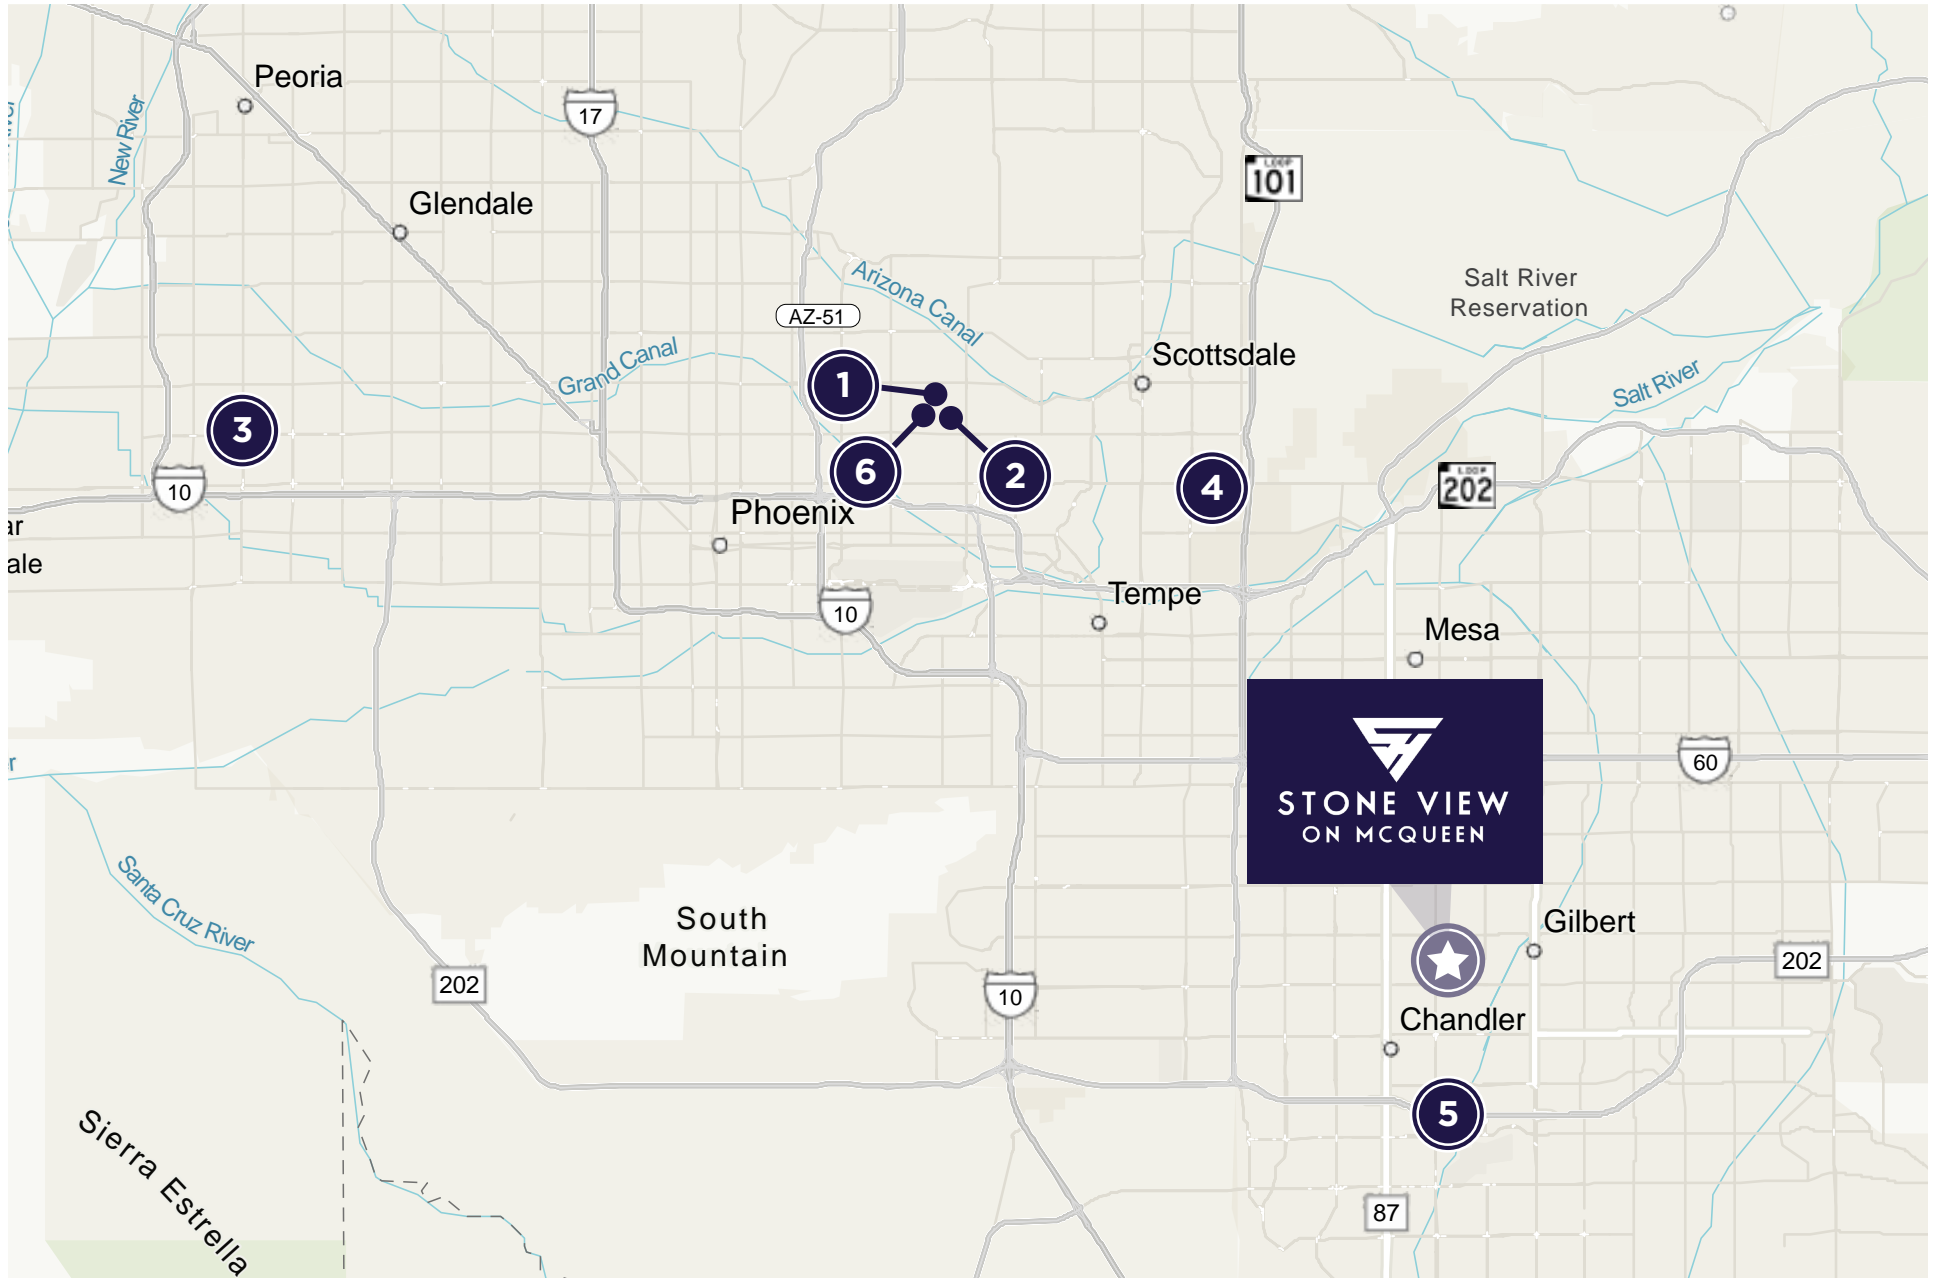 Peoria
17
New River
LOOP
101
Glendale
Salt River
Reservation
Arizona Canal
AZ-51
Scottsdale
Grand Canal
1
Salt River
3
6
2
4
10
LOOP
202
Phoenix
ar
ale
Tempe
10
Mesa
60
r
STONE VIEW
ON MCQUEEN
Santa Cruz River
South
Mountain
Gilbert
202
202
10
Chandler
5
Sierra Estrella
87